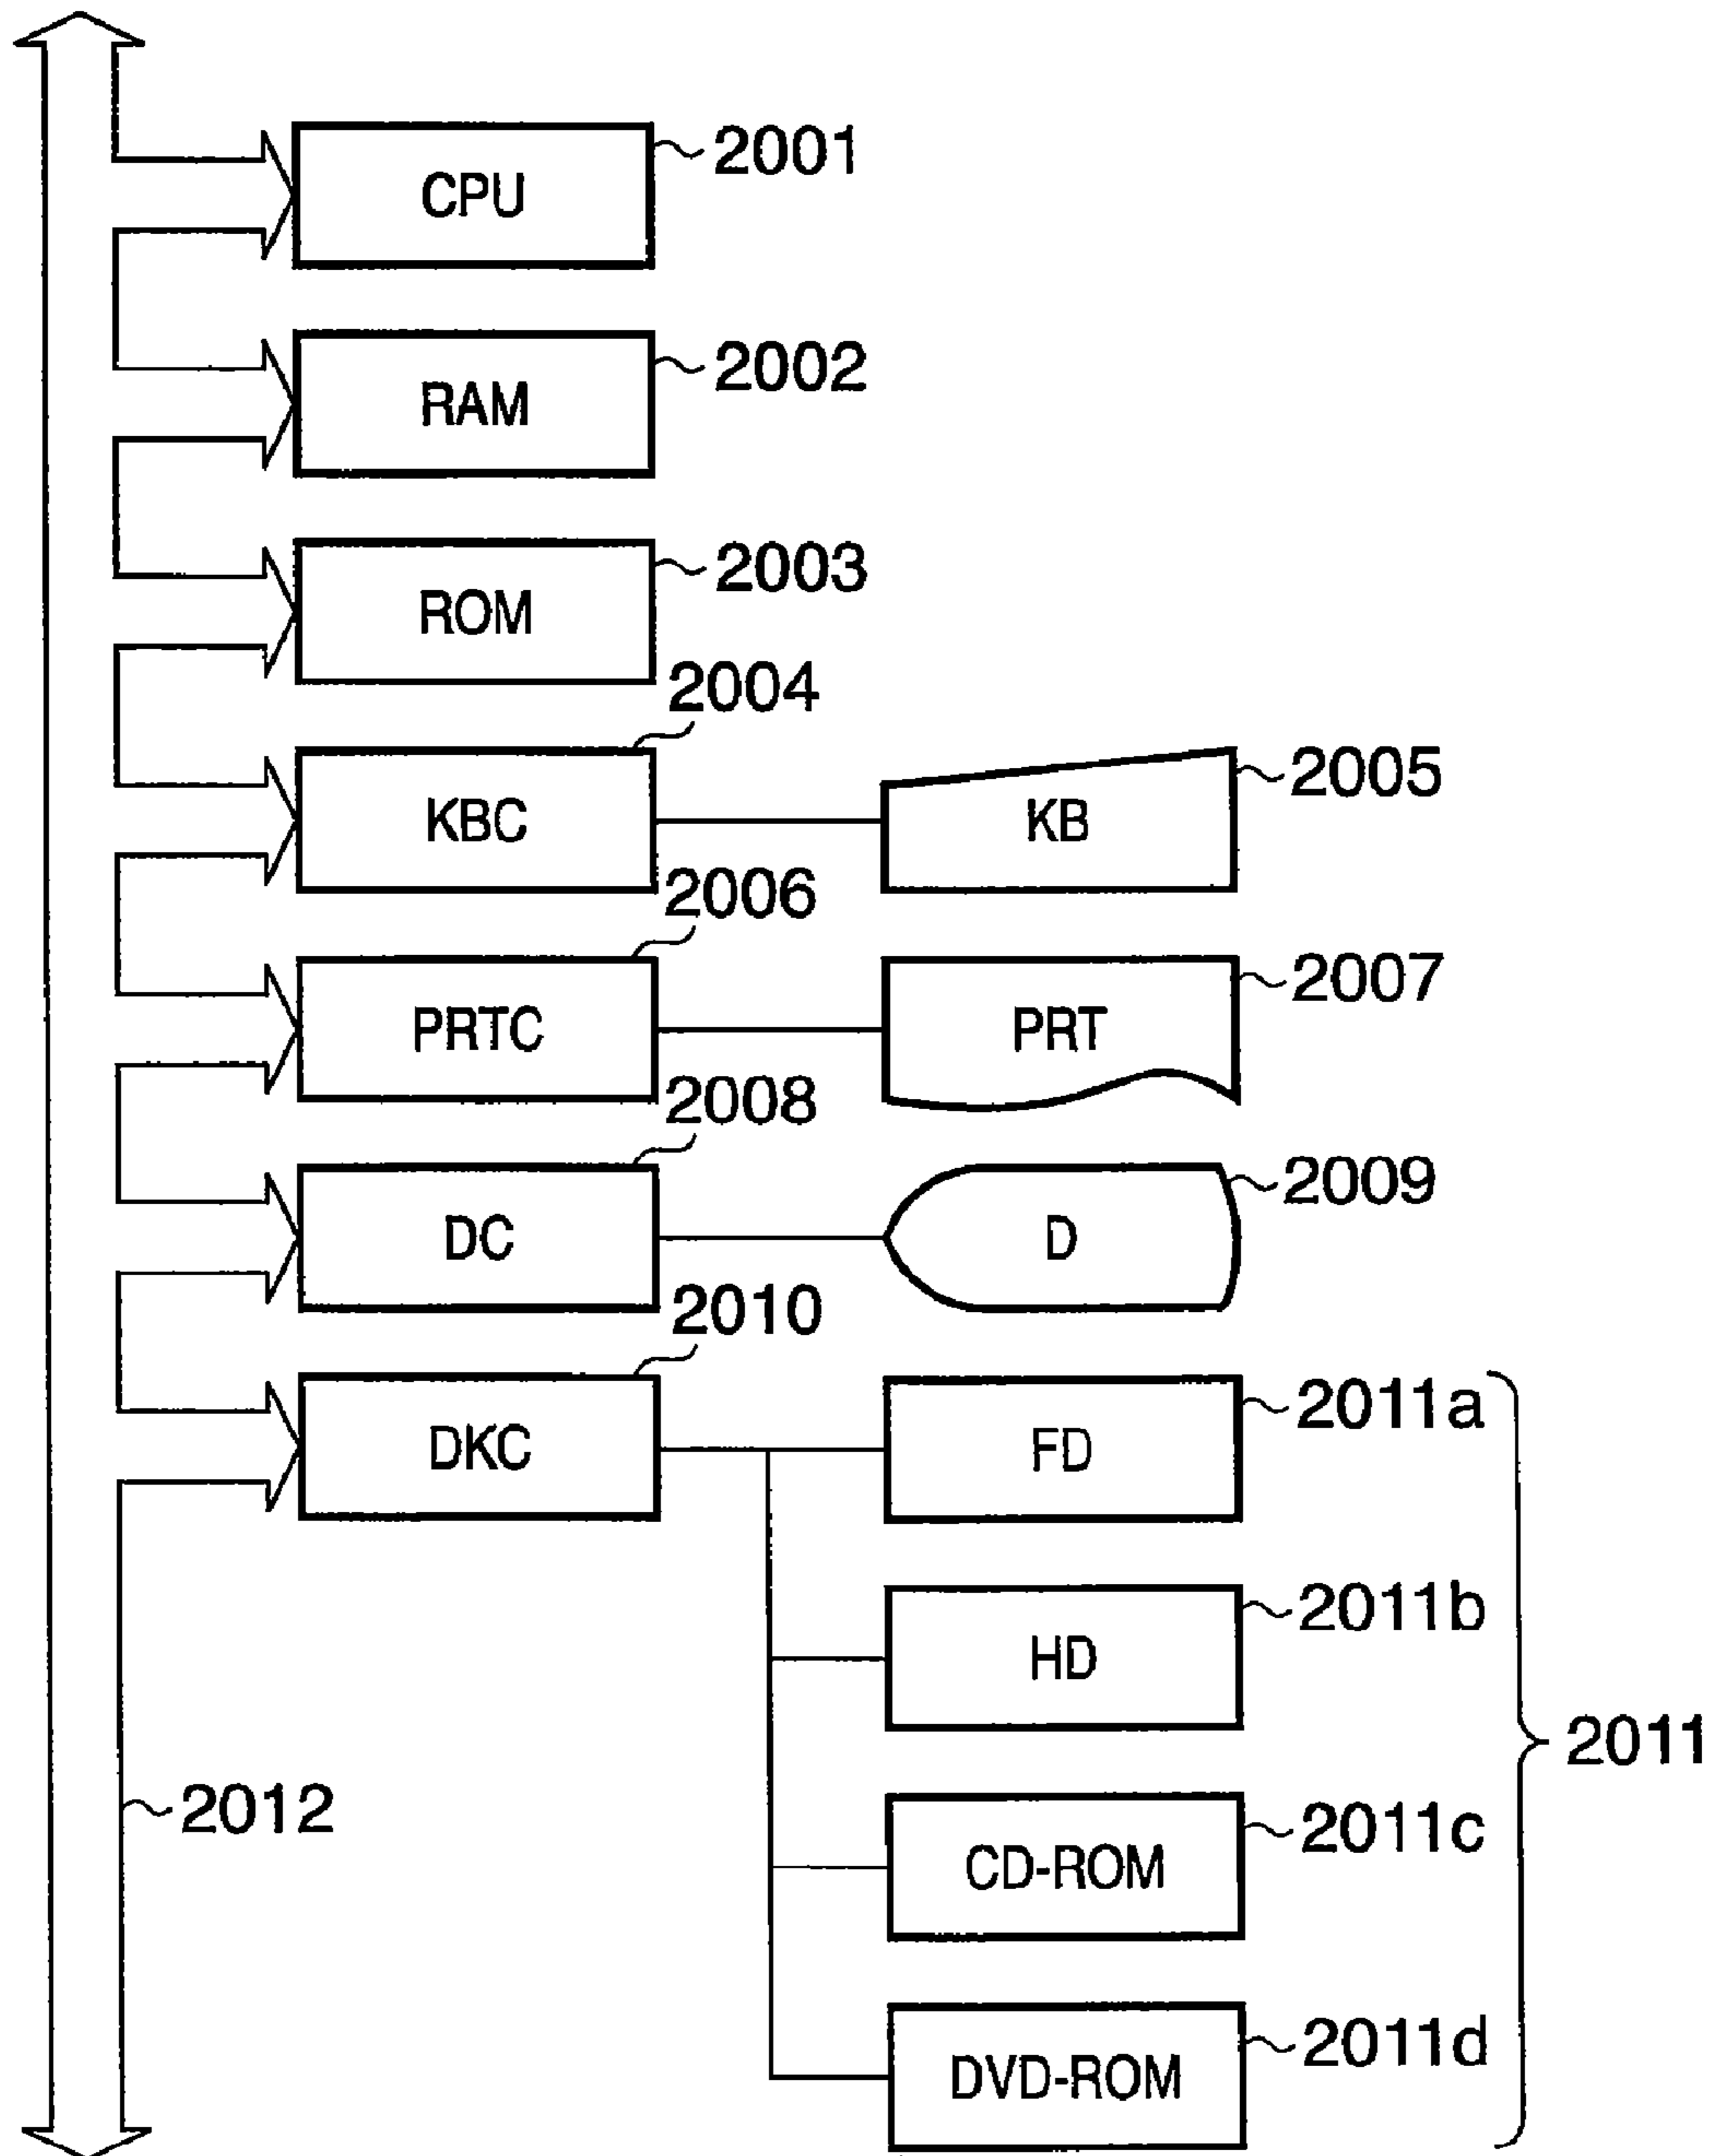 2001
CPU
2002
RAM
2003
ROM
2004
KBC
2005
KB
2006
PRTC
2007
PRT
2008
DC
2009
D
2010
DKC
2011a
FD
2011b
HD
2011
2012
2011c
CD-ROM
2011d
DVD-ROM